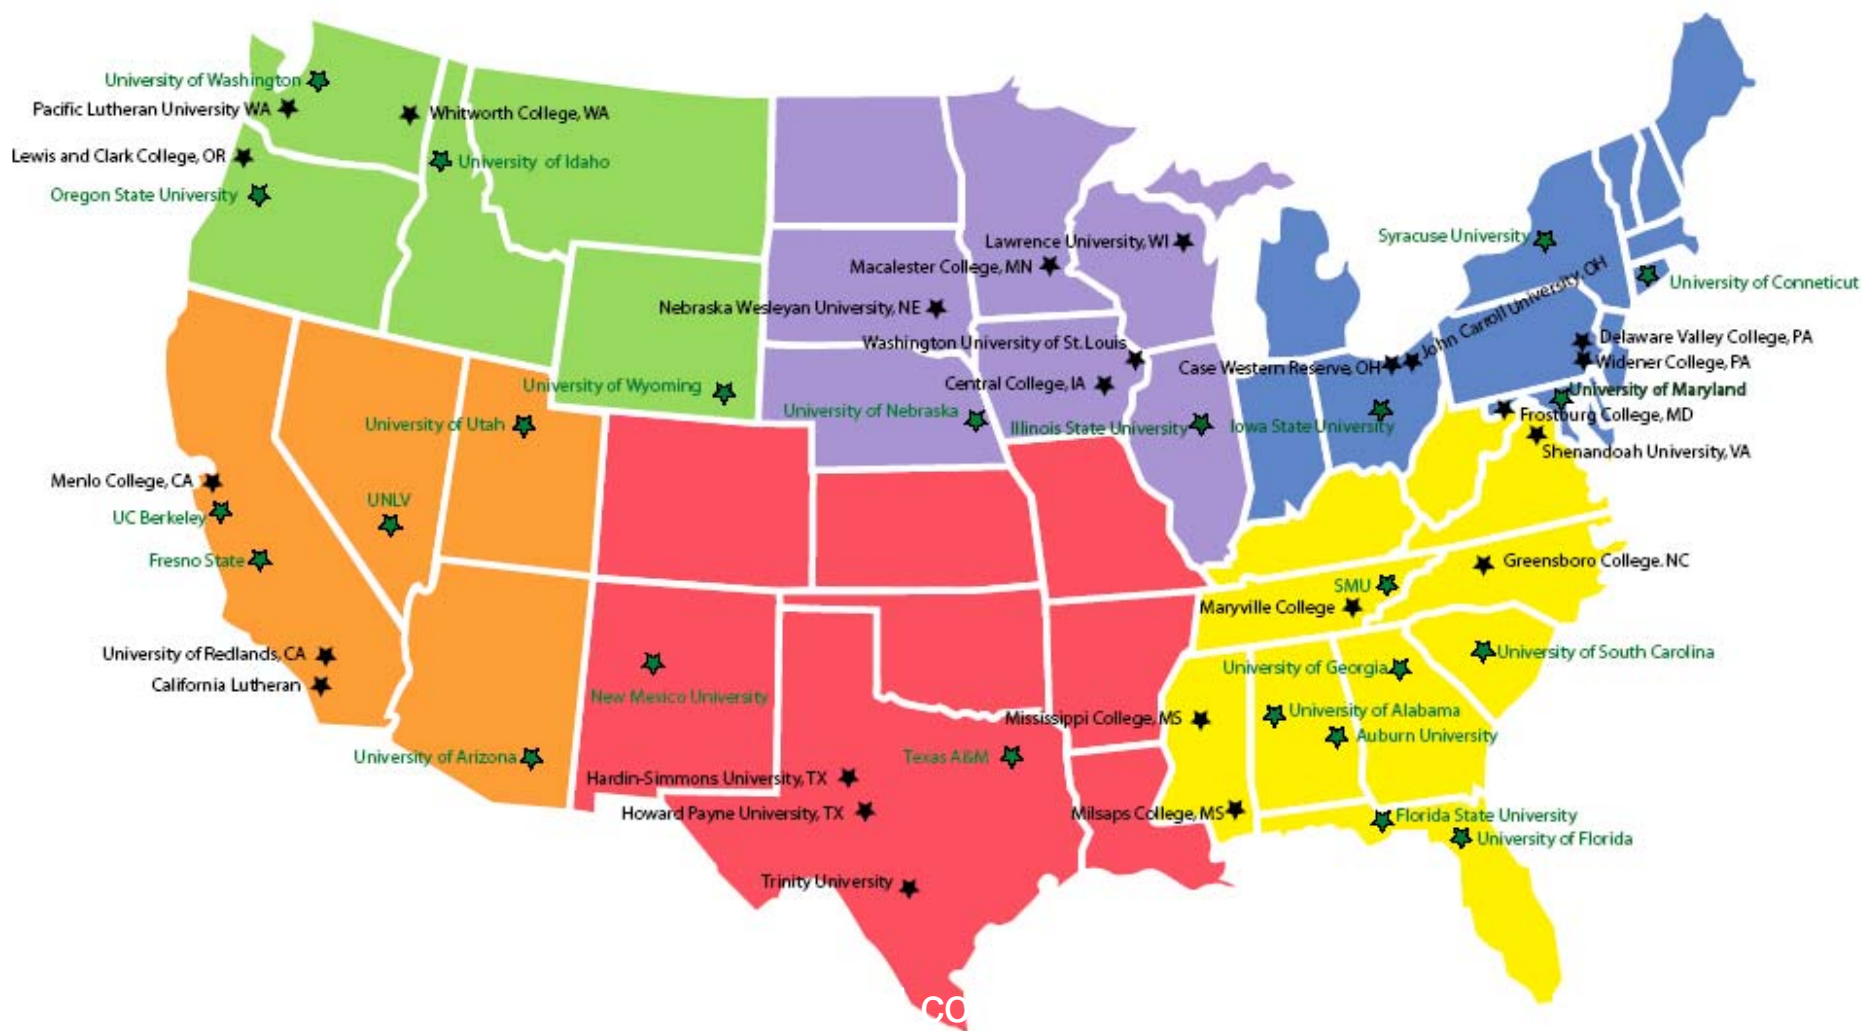 University of Washington
Pacific Lutheran University WA
Whitworth College, WA
Lewis and Clark College, OR
University of Idaho
Oregon State University
Syracuse University
Lawrence University, WI
Macalester College, MN
University of Conneticut
Nebraska Wesleyan University, NE
John Carroll University, OH
Washington University of St. Louis
Delaware Valley College, PA
Case Western Reserve, OH
Widener College, PA
Central College, IA
University of Wyoming
University of Maryland
University of Nebraska
Frostburg College, MD
University of Utah
Illinois State University
Iowa State University
Shenandoah University, VA
Menlo College, CA
UNLV
UC Berkeley
Fresno State
Greensboro College. NC
SMU
Maryville College
University of Redlands, CA
University of South Carolina
University of Georgia
California Lutheran
New Mexico University
University of Alabama
Mississippi College, MS
Auburn University
University of Arizona
Texas A&M
Hardin-Simmons University, TX
Howard Payne University, TX
Milsaps College, MS
Florida State University
University of Florida
Trinity University
co